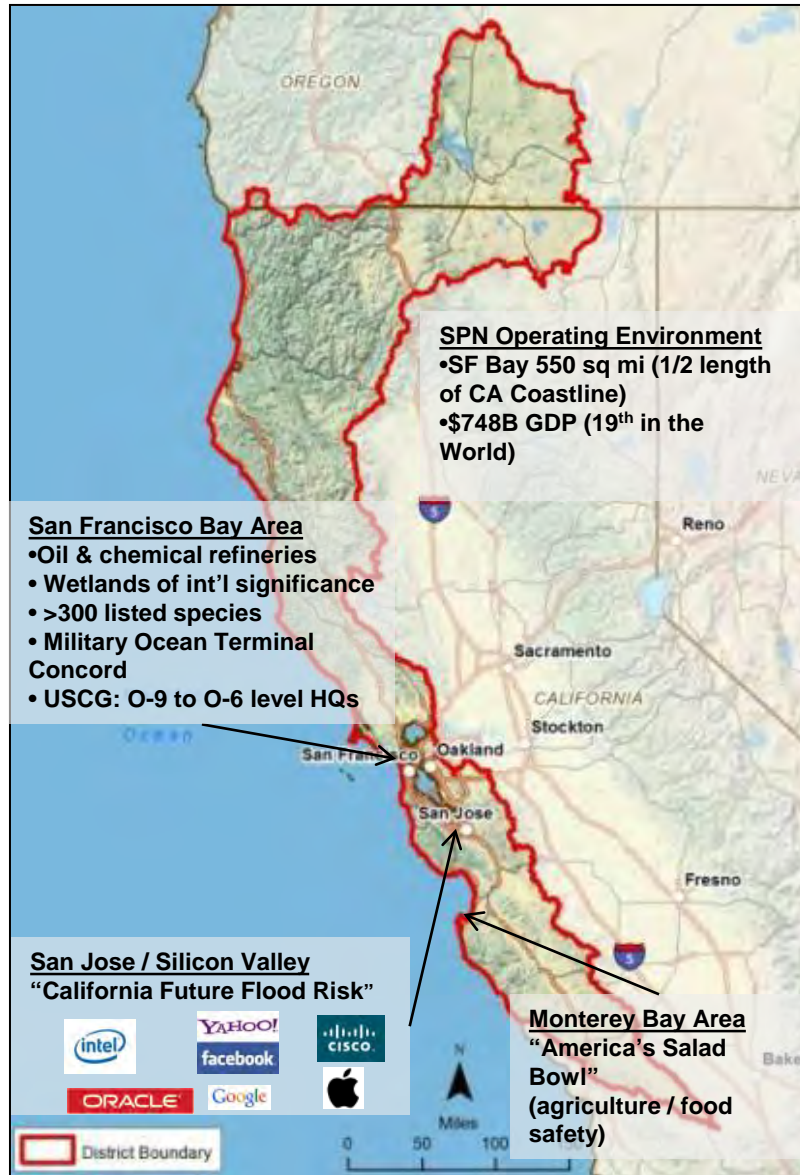 OREGON
SPN Operating Environment
•SF Bay 550 sq mi (1/2 length
of CA Coastline)
•$748B GDP (19th in the
World)
NEVA
5
Reno
San Francisco Bay Area
•Oil & chemical refineries
• Wetlands of int'l significance
• >300 listed species
• Military Ocean Terminal
Concord
• USCG: O-9 to O-6 level HQs
Sacramento
CALIFORNIA
Stockton
Ocean
San Francisco
Oakland
San Jose
Fresno
5
San Jose / Silicon Valley
“California Future Flood Risk”
intel
YAHOO!
facebook
CISCO
ORACLE
Google
Monterey Bay Area
“America’s Salad
Bowl”
(agriculture / food
safety)
Bake
N
Miles
0 50 100
District Boundary